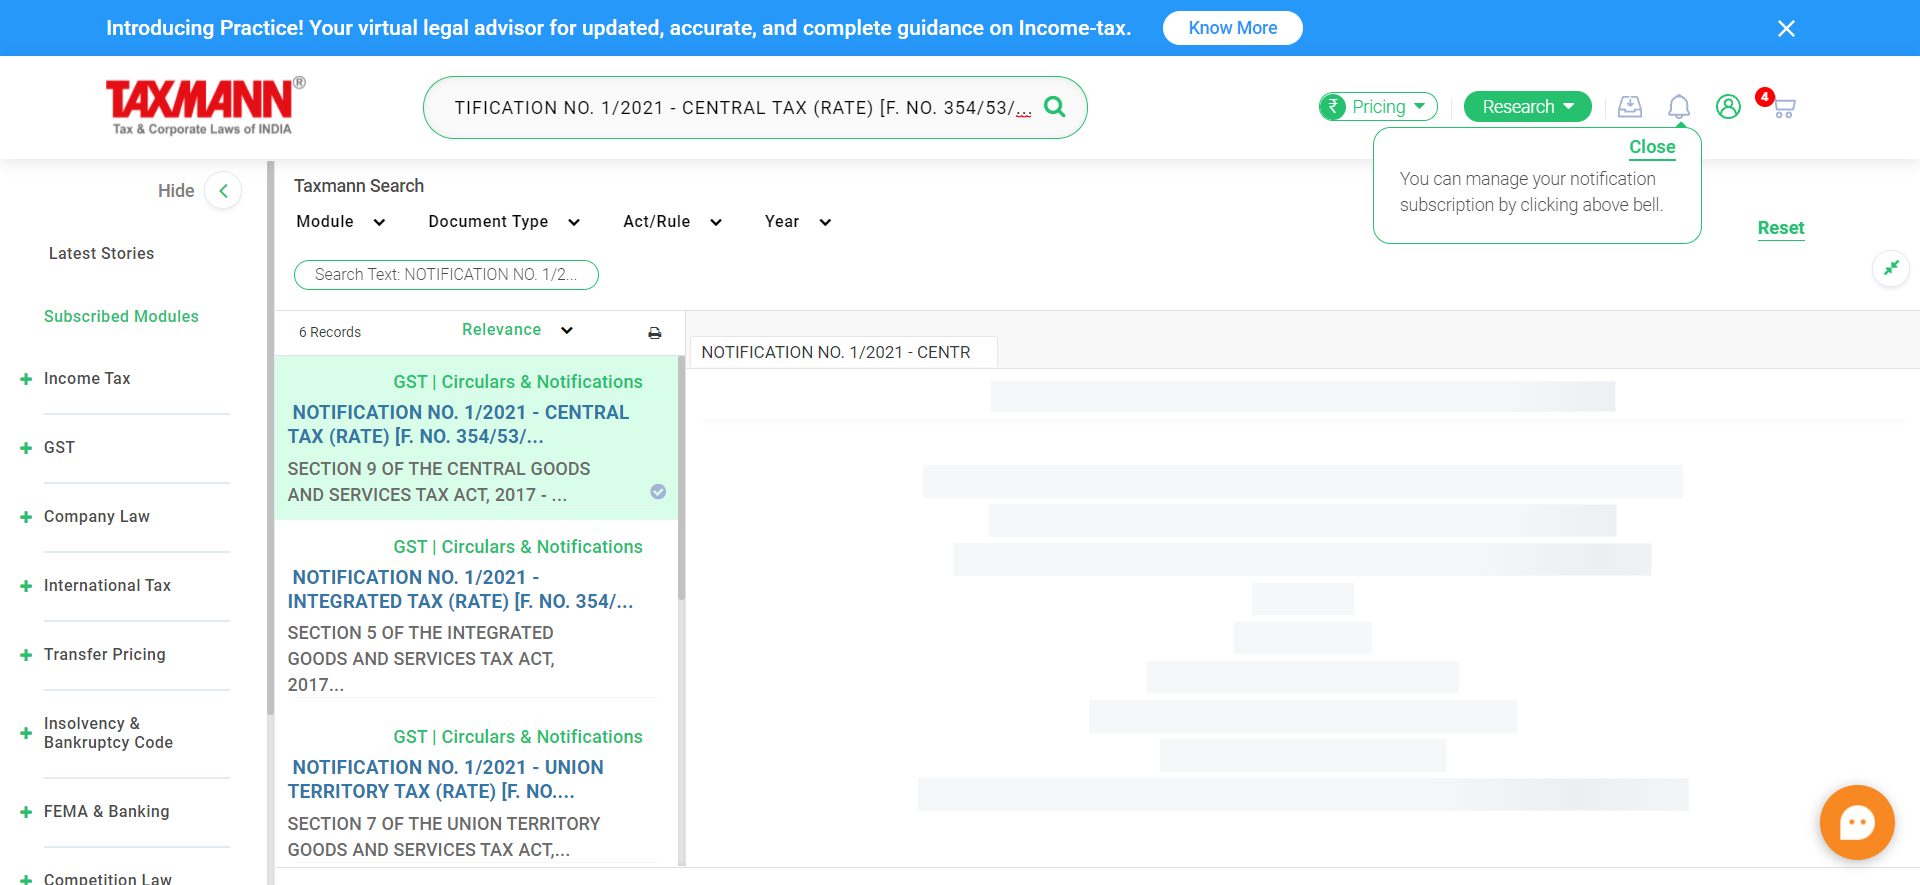 Introducing Practice! Your virtual legal advisor for updated, accurate, and complete guidance on Income-tax.
Know More
TAXMANN®
Tax & Corporate Laws of INDIA
TIFICATION NO. 1/2021 - CENTRAL TAX (RATE) [F. NO. 354/53/...
₹ Pricing
Research
4
Close
You can manage your notification
subscription by clicking above bell.
Hide
Taxmann Search
Module
Document Type
Act/Rule
Year
Reset
Search Text: NOTIFICATION NO. 1/2...
Latest Stories
Subscribed Modules
Income Tax
GST
Company Law
International Tax
Transfer Pricing
Insolvency &
Bankruptcy Code
FEMA & Banking
Competition Law
6 Records
Relevance
GST | Circulars & Notifications
NOTIFICATION NO. 1/2021 - CENTRAL
TAX (RATE) [F. NO. 354/53/...
SECTION 9 OF THE CENTRAL GOODS
AND SERVICES TAX ACT, 2017 - ...
GST | Circulars & Notifications
NOTIFICATION NO. 1/2021 -
INTEGRATED TAX (RATE) [F. NO. 354/...
SECTION 5 OF THE INTEGRATED
GOODS AND SERVICES TAX ACT,
2017...
GST | Circulars & Notifications
NOTIFICATION NO. 1/2021 - UNION
TERRITORY TAX (RATE) [F. NO....
SECTION 7 OF THE UNION TERRITORY
GOODS AND SERVICES TAX ACT,...
NOTIFICATION NO. 1/2021 - CENTR